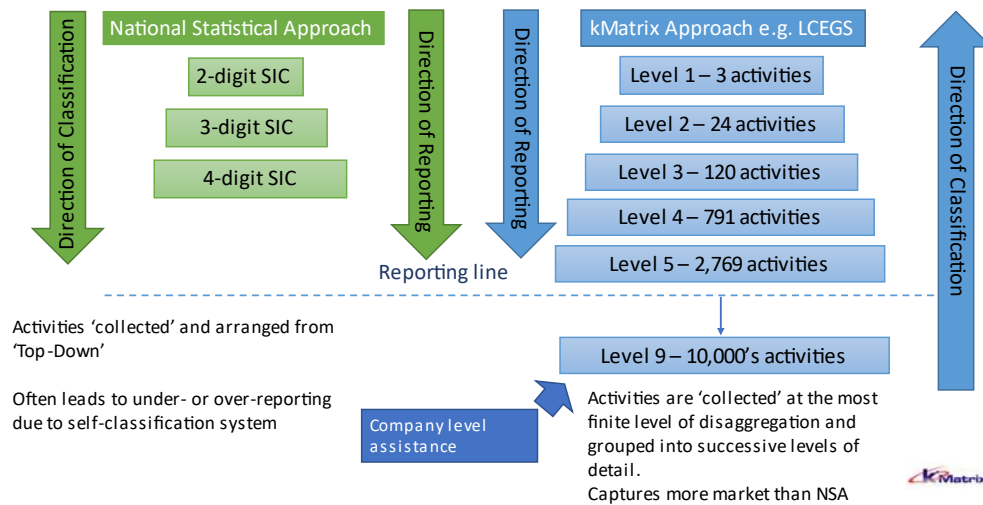 National Statistical Approach
kMatrix Approach e.g. LCEGS
Direction of Classification
2-digit SIC
3-digit SIC
4-digit SIC
Direction of Reporting
Direction of Reporting
Level 1 – 3 activities
Level 2 – 24 activities
Level 3 – 120 activities
Level 4 – 791 activities
Level 5 – 2,769 activities
Direction of Classification
Reporting line
Activities ‘collected’ and arranged from
‘Top-Down’
Often leads to under- or over-reporting
due to self-classification system
Level 9 – 10,000's activities
Company level
assistance
Activities are ‘collected’ at the most
finite level of disaggregation and
grouped into successive levels of
detail.
Captures more market than NSA
kMatrix